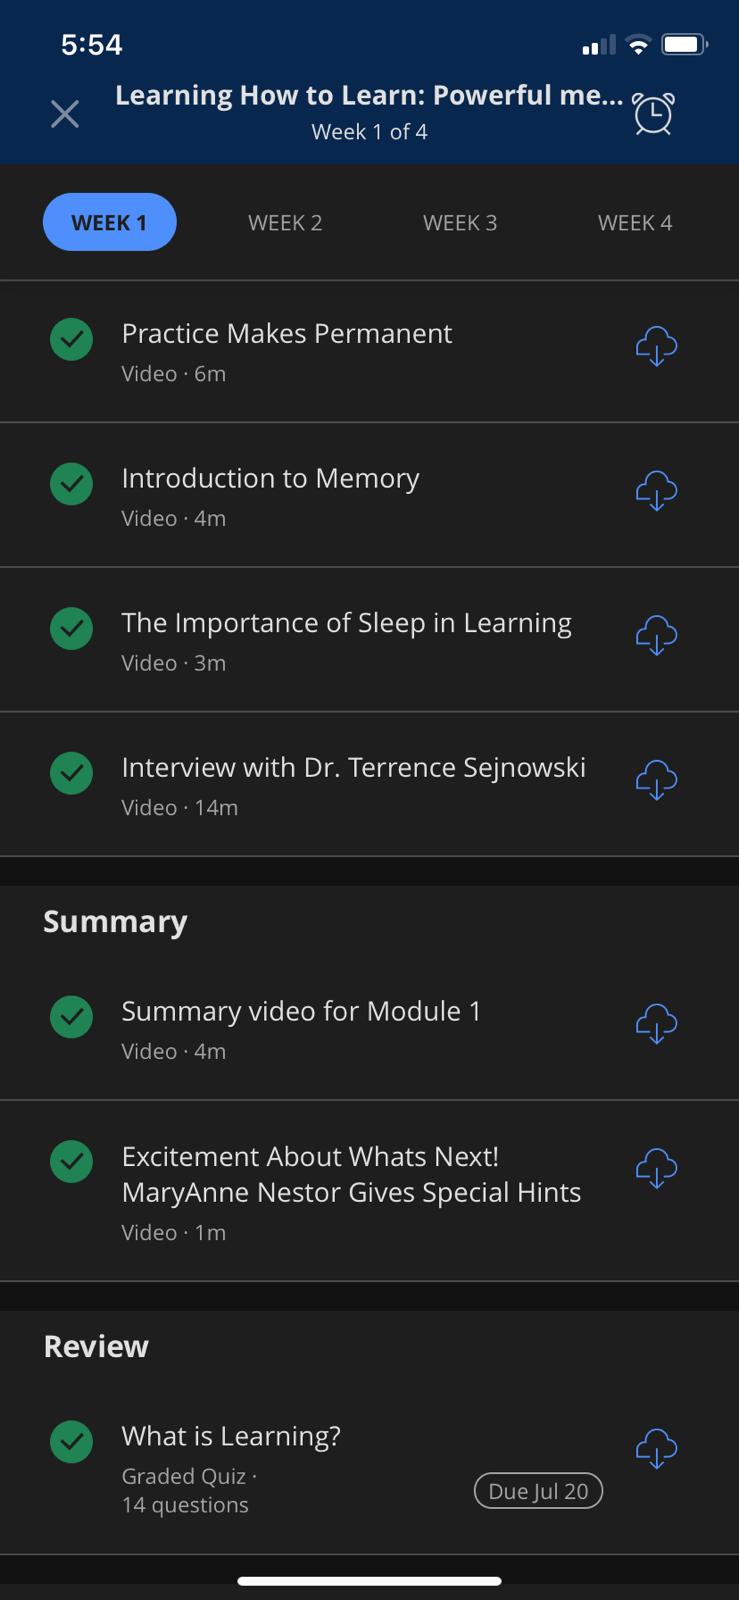 5:54
Learning How to Learn: Powerful me...
Week 1 of 4
WEEK 1 WEEK 2 WEEK 3 WEEK 4
Practice Makes Permanent
Video · 6m
Introduction to Memory
Video · 4m
The Importance of Sleep in Learning
Video · 3m
Interview with Dr. Terrence Sejnowski
Video · 14m
Summary
Summary video for Module 1
Video · 4m
Excitement About Whats Next!
MaryAnne Nestor Gives Special Hints
Video · 1m
Review
What is Learning?
Graded Quiz ·
14 questions
Due Jul 20